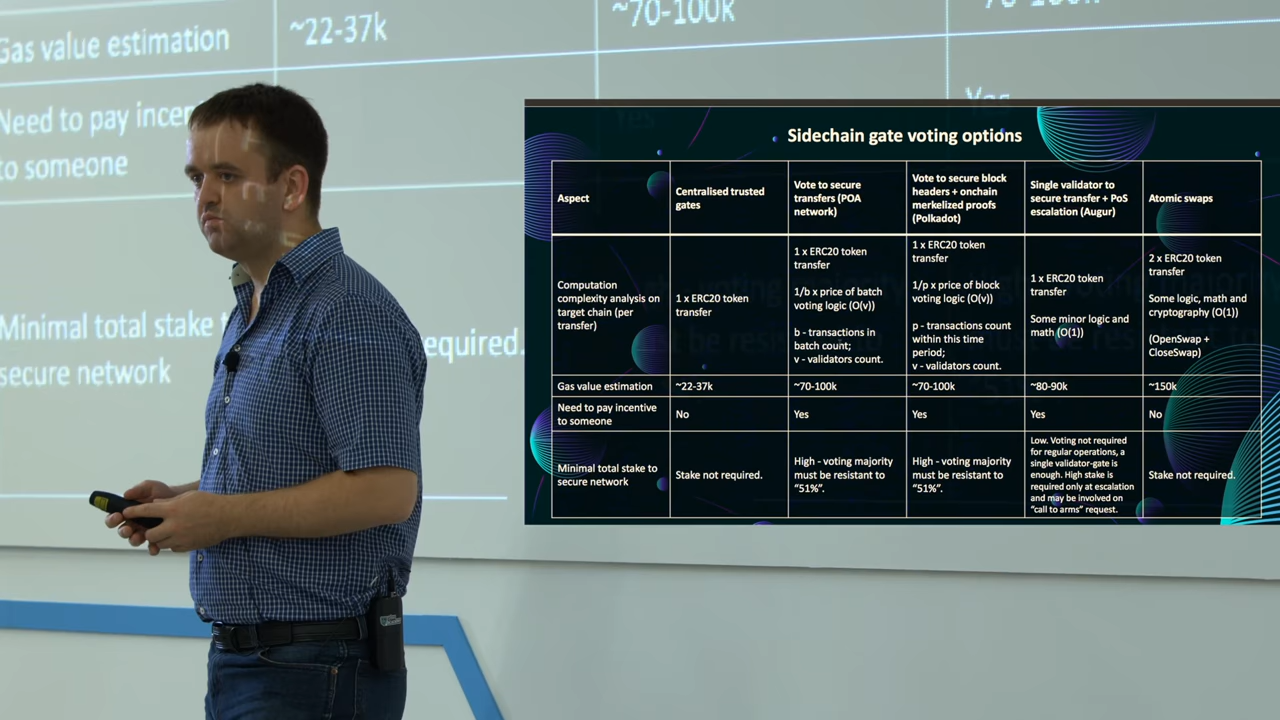 Gas value estimation
~22-37k
~70-100k
Need to pay
to someone
Yes
Minimal total stake
secure network
equired.
Sidechain gate voting options
Aspect
Centralised trusted
gates
Vote to secure
transfers (POA
network)
Vote to secure block
headers + onchain
merkelized proofs
(Polkadot)
Single validator to
secure transfer + PoS
escalation (Augur)
Atomic swaps
Computation
complexity analysis on
target chain (per
transfer)
1 x ERC20 token
transfer
1 x ERC20 token
transfer
1/b x price of batch
voting logic (O(v))
b - transactions in
batch count;
v - validators count.
1 x ERC20 token
transfer
1/p x price of block
voting logic (O(v))
p - transactions count
within this time
period;
v - validators count.
1 x ERC20 token
transfer
Some minor logic and
math (O(1))
2 x ERC20 token
transfer
Some logic, math and
cryptography (O(1))
(OpenSwap +
CloseSwap)
Gas value estimation
~22-37k
~70-100k
~70-100k
~80-90k
~150k
Need to pay incentive
to someone
No
Yes
Yes
Yes
No
Minimal total stake to
secure network
Stake not required.
High - voting majority
must be resistant to
“51%”.
High - voting majority
must be resistant to
“51%”.
Low. Voting not required
for regular operations, a
single validator-gate is
enough. High stake is
required only at escalation
and may be involved on
“call to arms” request.
Stake not required.